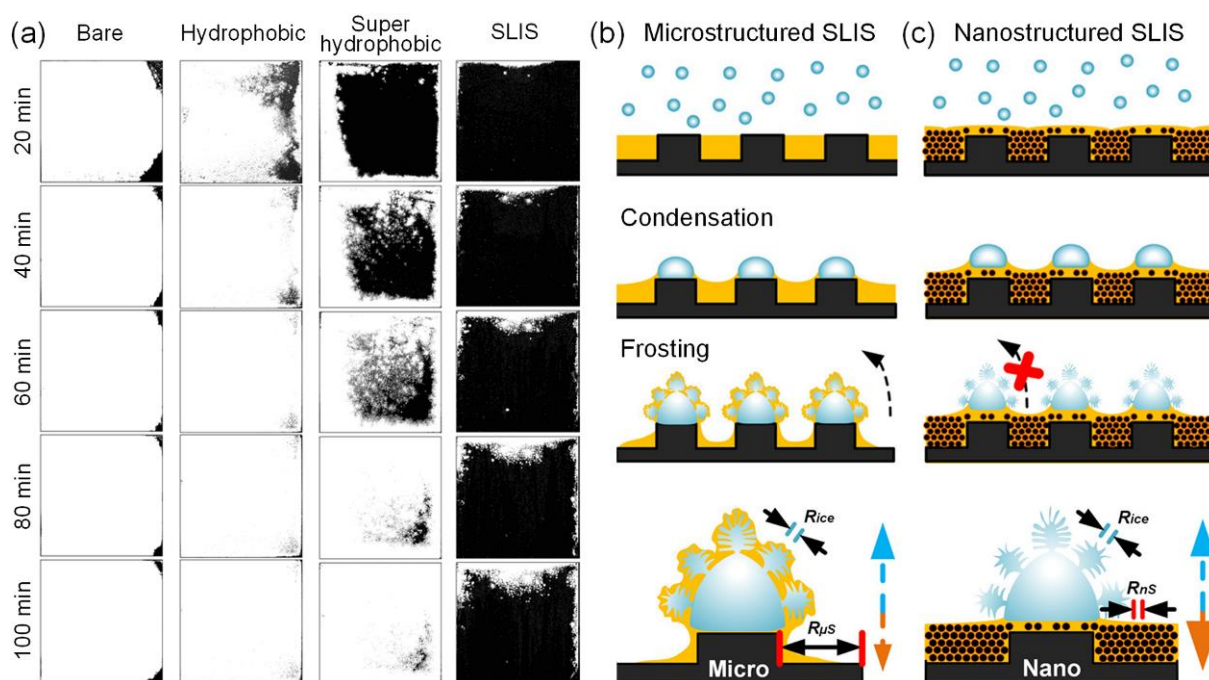 (a)
Bare
Hydrophobic
Super
hydrophobic
SLIS
20 min
40 min
60 min
80 min
100 min
(b) Microstructured SLIS
Condensation
Frosting
Rice
RμS
Micro
(c) Nanostructured SLIS
Rice
RnS
Nano